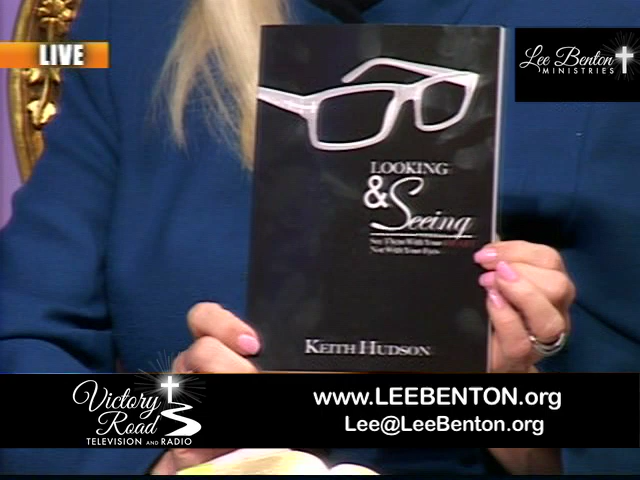 LIVE
Lee Benton
MINISTRIES
LOOKING
& Seeing
See Them With Your HEART
Not With Your Eyes
KEITH HUDSON
Victory
Road
TELEVISION AND RADIO
www.LEEBENTON.org
Lee@LeeBenton.org